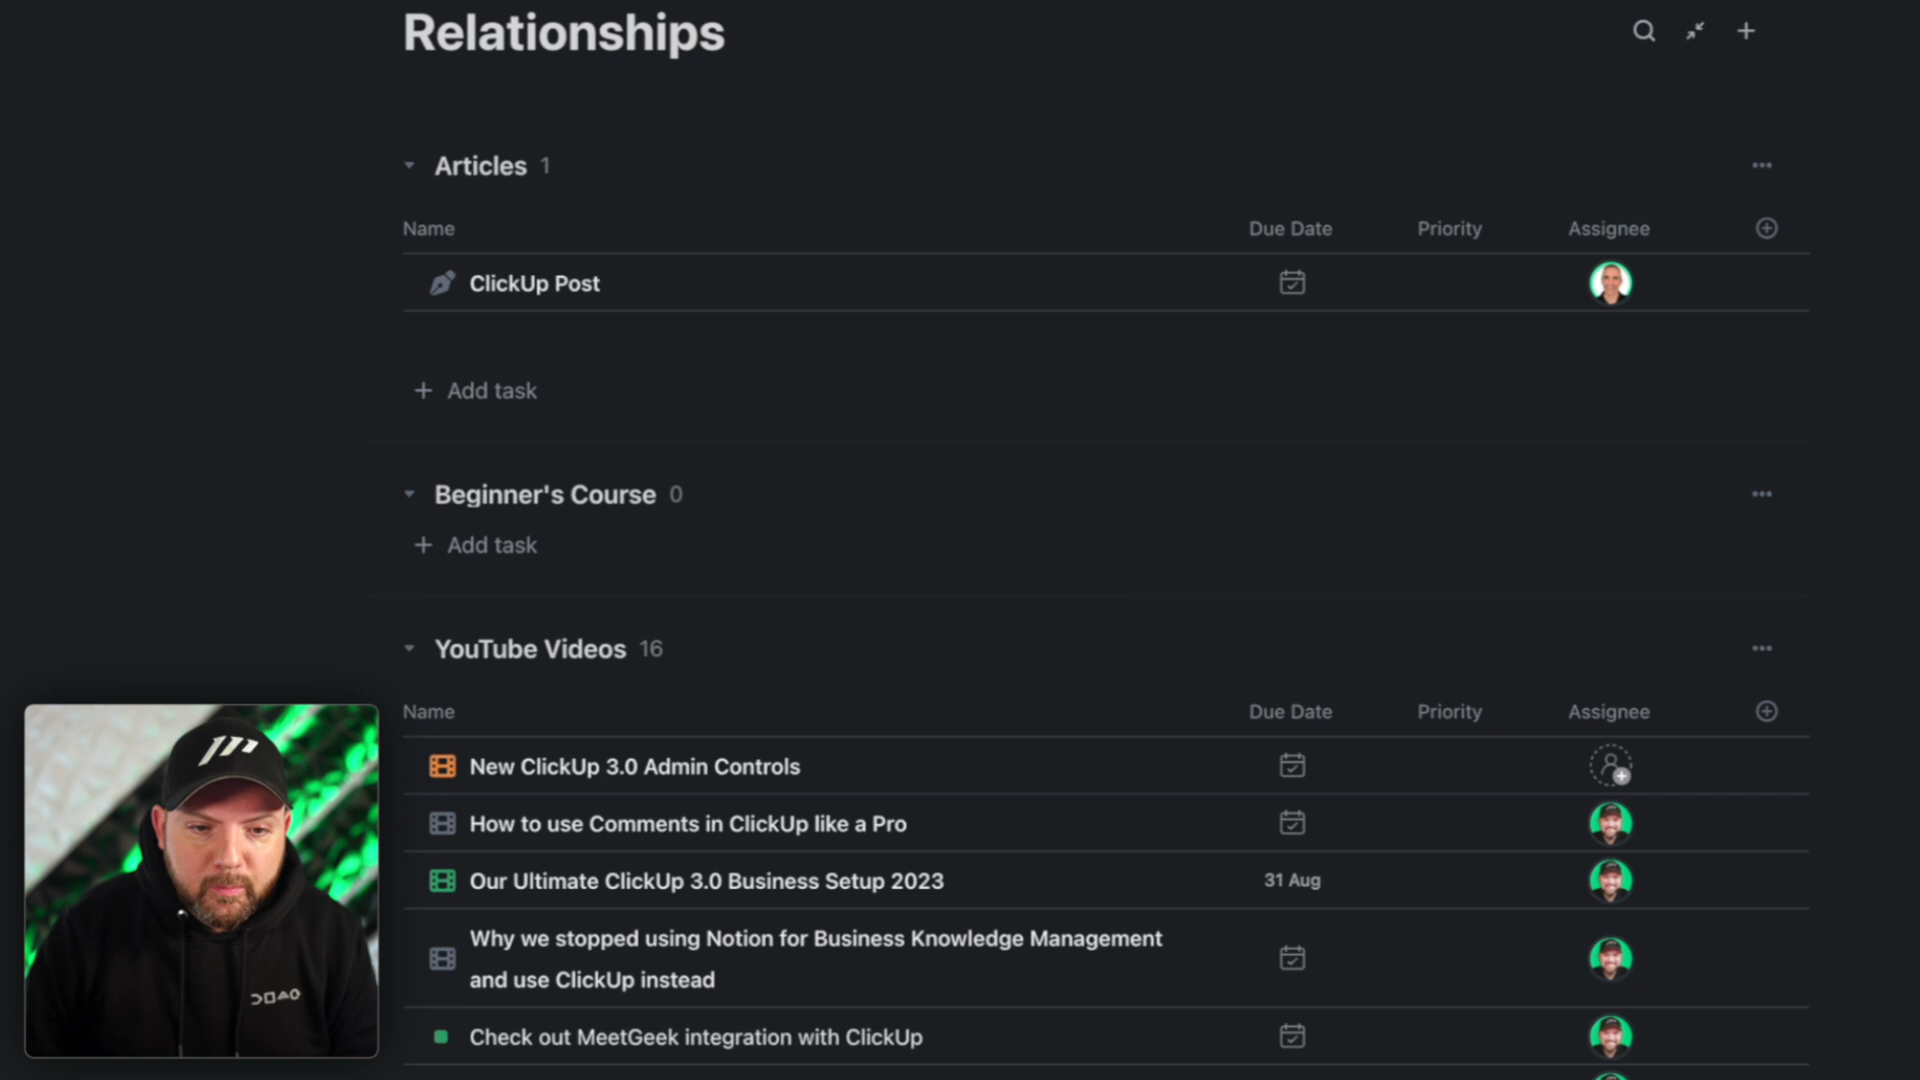 Relationships
Articles 1
Name Due Date Priority Assignee
ClickUp Post
+ Add task
Beginner's Course 0
+ Add task
YouTube Videos 16
Name Due Date Priority Assignee
New ClickUp 3.0 Admin Controls
How to use Comments in ClickUp like a Pro
Our Ultimate ClickUp 3.0 Business Setup 2023 31 Aug
Why we stopped using Notion for Business Knowledge Management
and use ClickUp instead
Check out MeetGeek integration with ClickUp